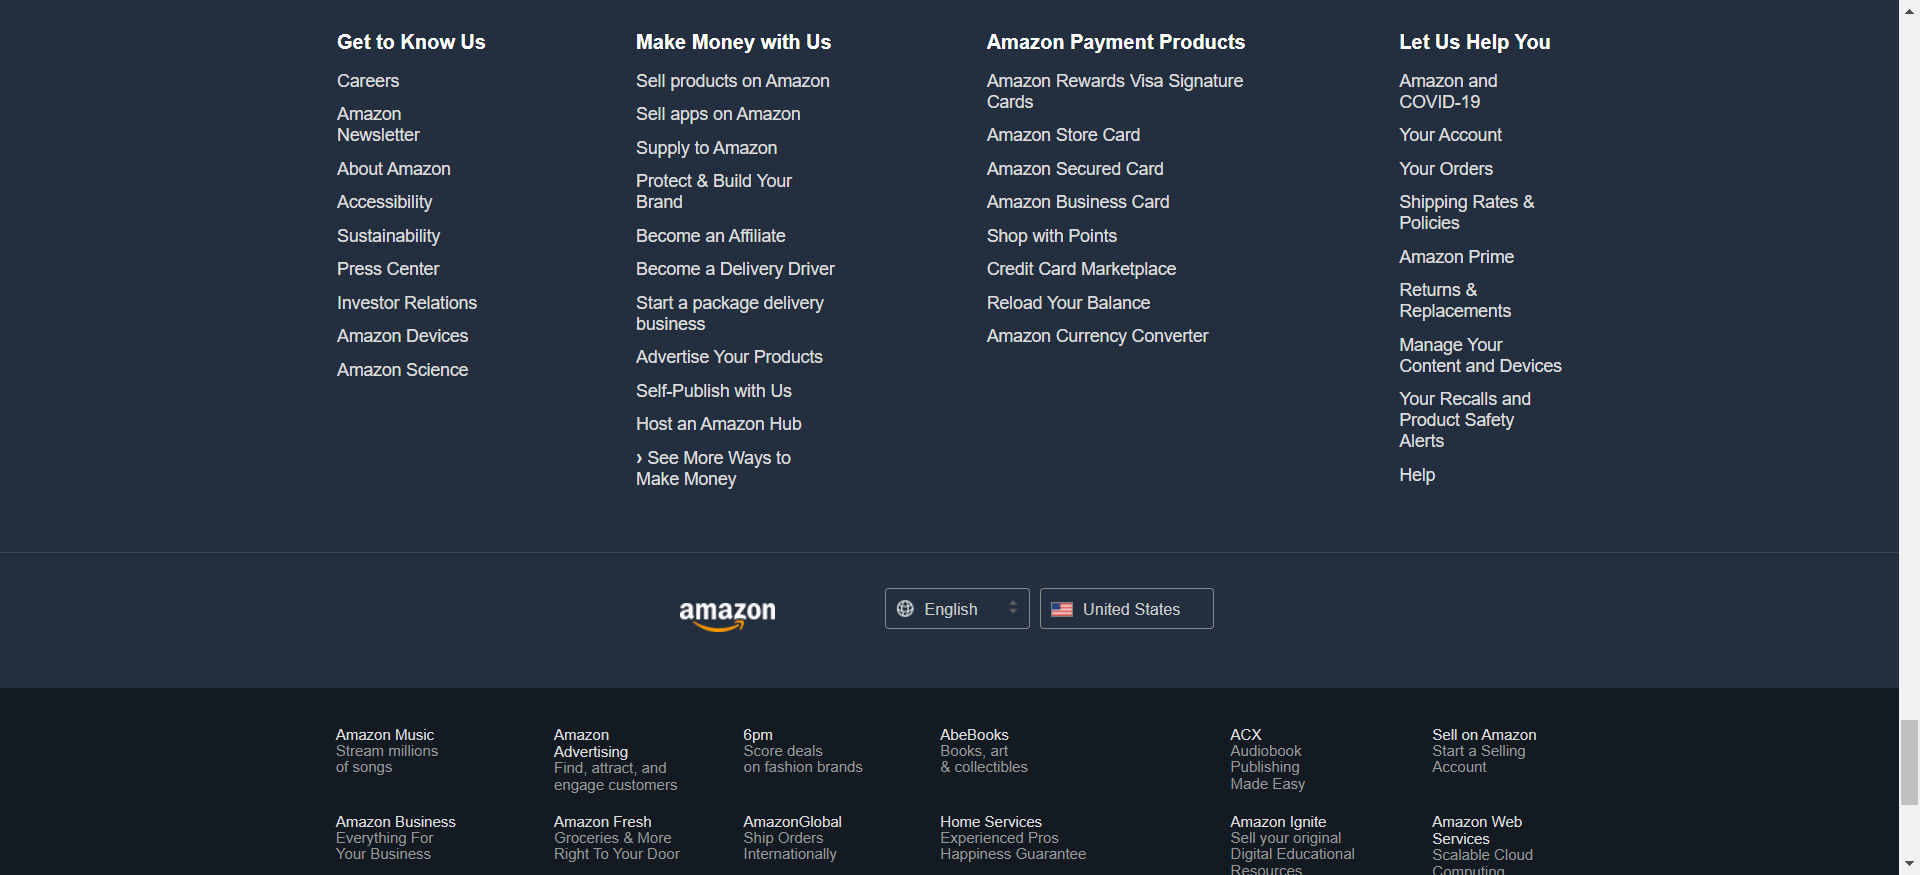 Get to Know Us
Careers
Amazon
Newsletter
About Amazon
Accessibility
Sustainability
Press Center
Investor Relations
Amazon Devices
Amazon Science
Make Money with Us
Sell products on Amazon
Sell apps on Amazon
Supply to Amazon
Protect & Build Your
Brand
Become an Affiliate
Become a Delivery Driver
Start a package delivery
business
Advertise Your Products
Self-Publish with Us
Host an Amazon Hub
› See More Ways to
Make Money
Amazon Payment Products
Amazon Rewards Visa Signature
Cards
Amazon Store Card
Amazon Secured Card
Amazon Business Card
Shop with Points
Credit Card Marketplace
Reload Your Balance
Amazon Currency Converter
Let Us Help You
Amazon and
COVID-19
Your Account
Your Orders
Shipping Rates &
Policies
Amazon Prime
Returns &
Replacements
Manage Your
Content and Devices
Your Recalls and
Product Safety
Alerts
Help
amazon
English
United States
Amazon Music
Stream millions
of songs
Amazon
Advertising
Find, attract, and
engage customers
6pm
Score deals
on fashion brands
AbeBooks
Books, art
& collectibles
ACX
Audiobook
Publishing
Made Easy
Sell on Amazon
Start a Selling
Account
Amazon Business
Everything For
Your Business
Amazon Fresh
Groceries & More
Right To Your Door
AmazonGlobal
Ship Orders
Internationally
Home Services
Experienced Pros
Happiness Guarantee
Amazon Ignite
Sell your original
Digital Educational
Resources
Amazon Web
Services
Scalable Cloud
Computing